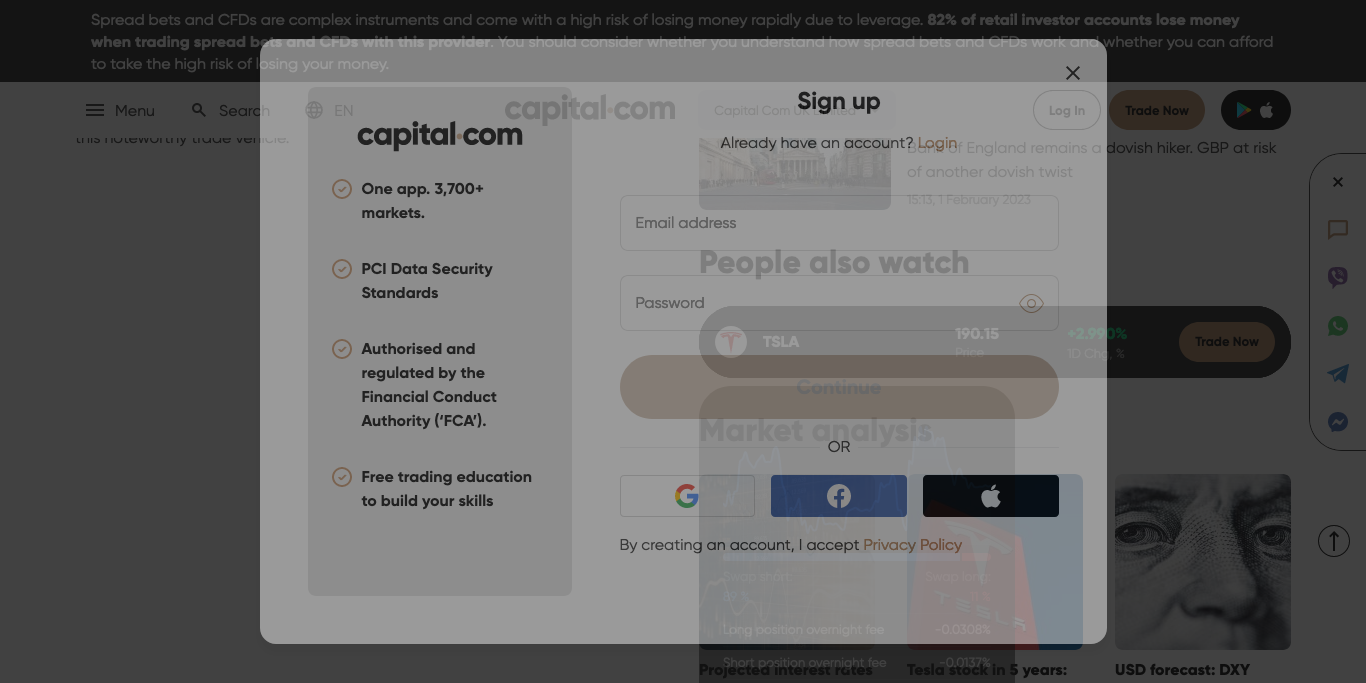 Spread bets and CFDs are complex instruments and come with a high risk of losing money rapidly due to leverage. 82% of retail investor accounts lose money
when trading spread bets and CFDs with this provider. You should consider whether you understand how spread bets and CFDs work and whether you can afford
to take the high risk of losing your money.
Menu
Search
EN
capital.com
Capital Com UK Limited
Log In
Trade Now
this noteworthy trade vehicle.
Bank of England remains a dovish hiker. GBP at risk
of another dovish twist
15:13, 1 February 2023
capital.com
One app. 3,700+
markets.
PCI Data Security
Standards
Authorised and
regulated by the
Financial Conduct
Authority (‘FCA’).
Free trading education
to build your skills
Sign up
Already have an account? Login
Email address
Password
Continue
OR
By creating an account, I accept Privacy Policy
People also watch
TSLA
190.15
Price
+2.990%
1D Chg, %
Trade Now
Market analysis
Swap short:
Swap long:
Long position overnight fee
-0.0308%
Short position overnight fee
-0.0137%
TESLA
Projected interest rates
Tesla stock in 5 years:
USD forecast: DXY